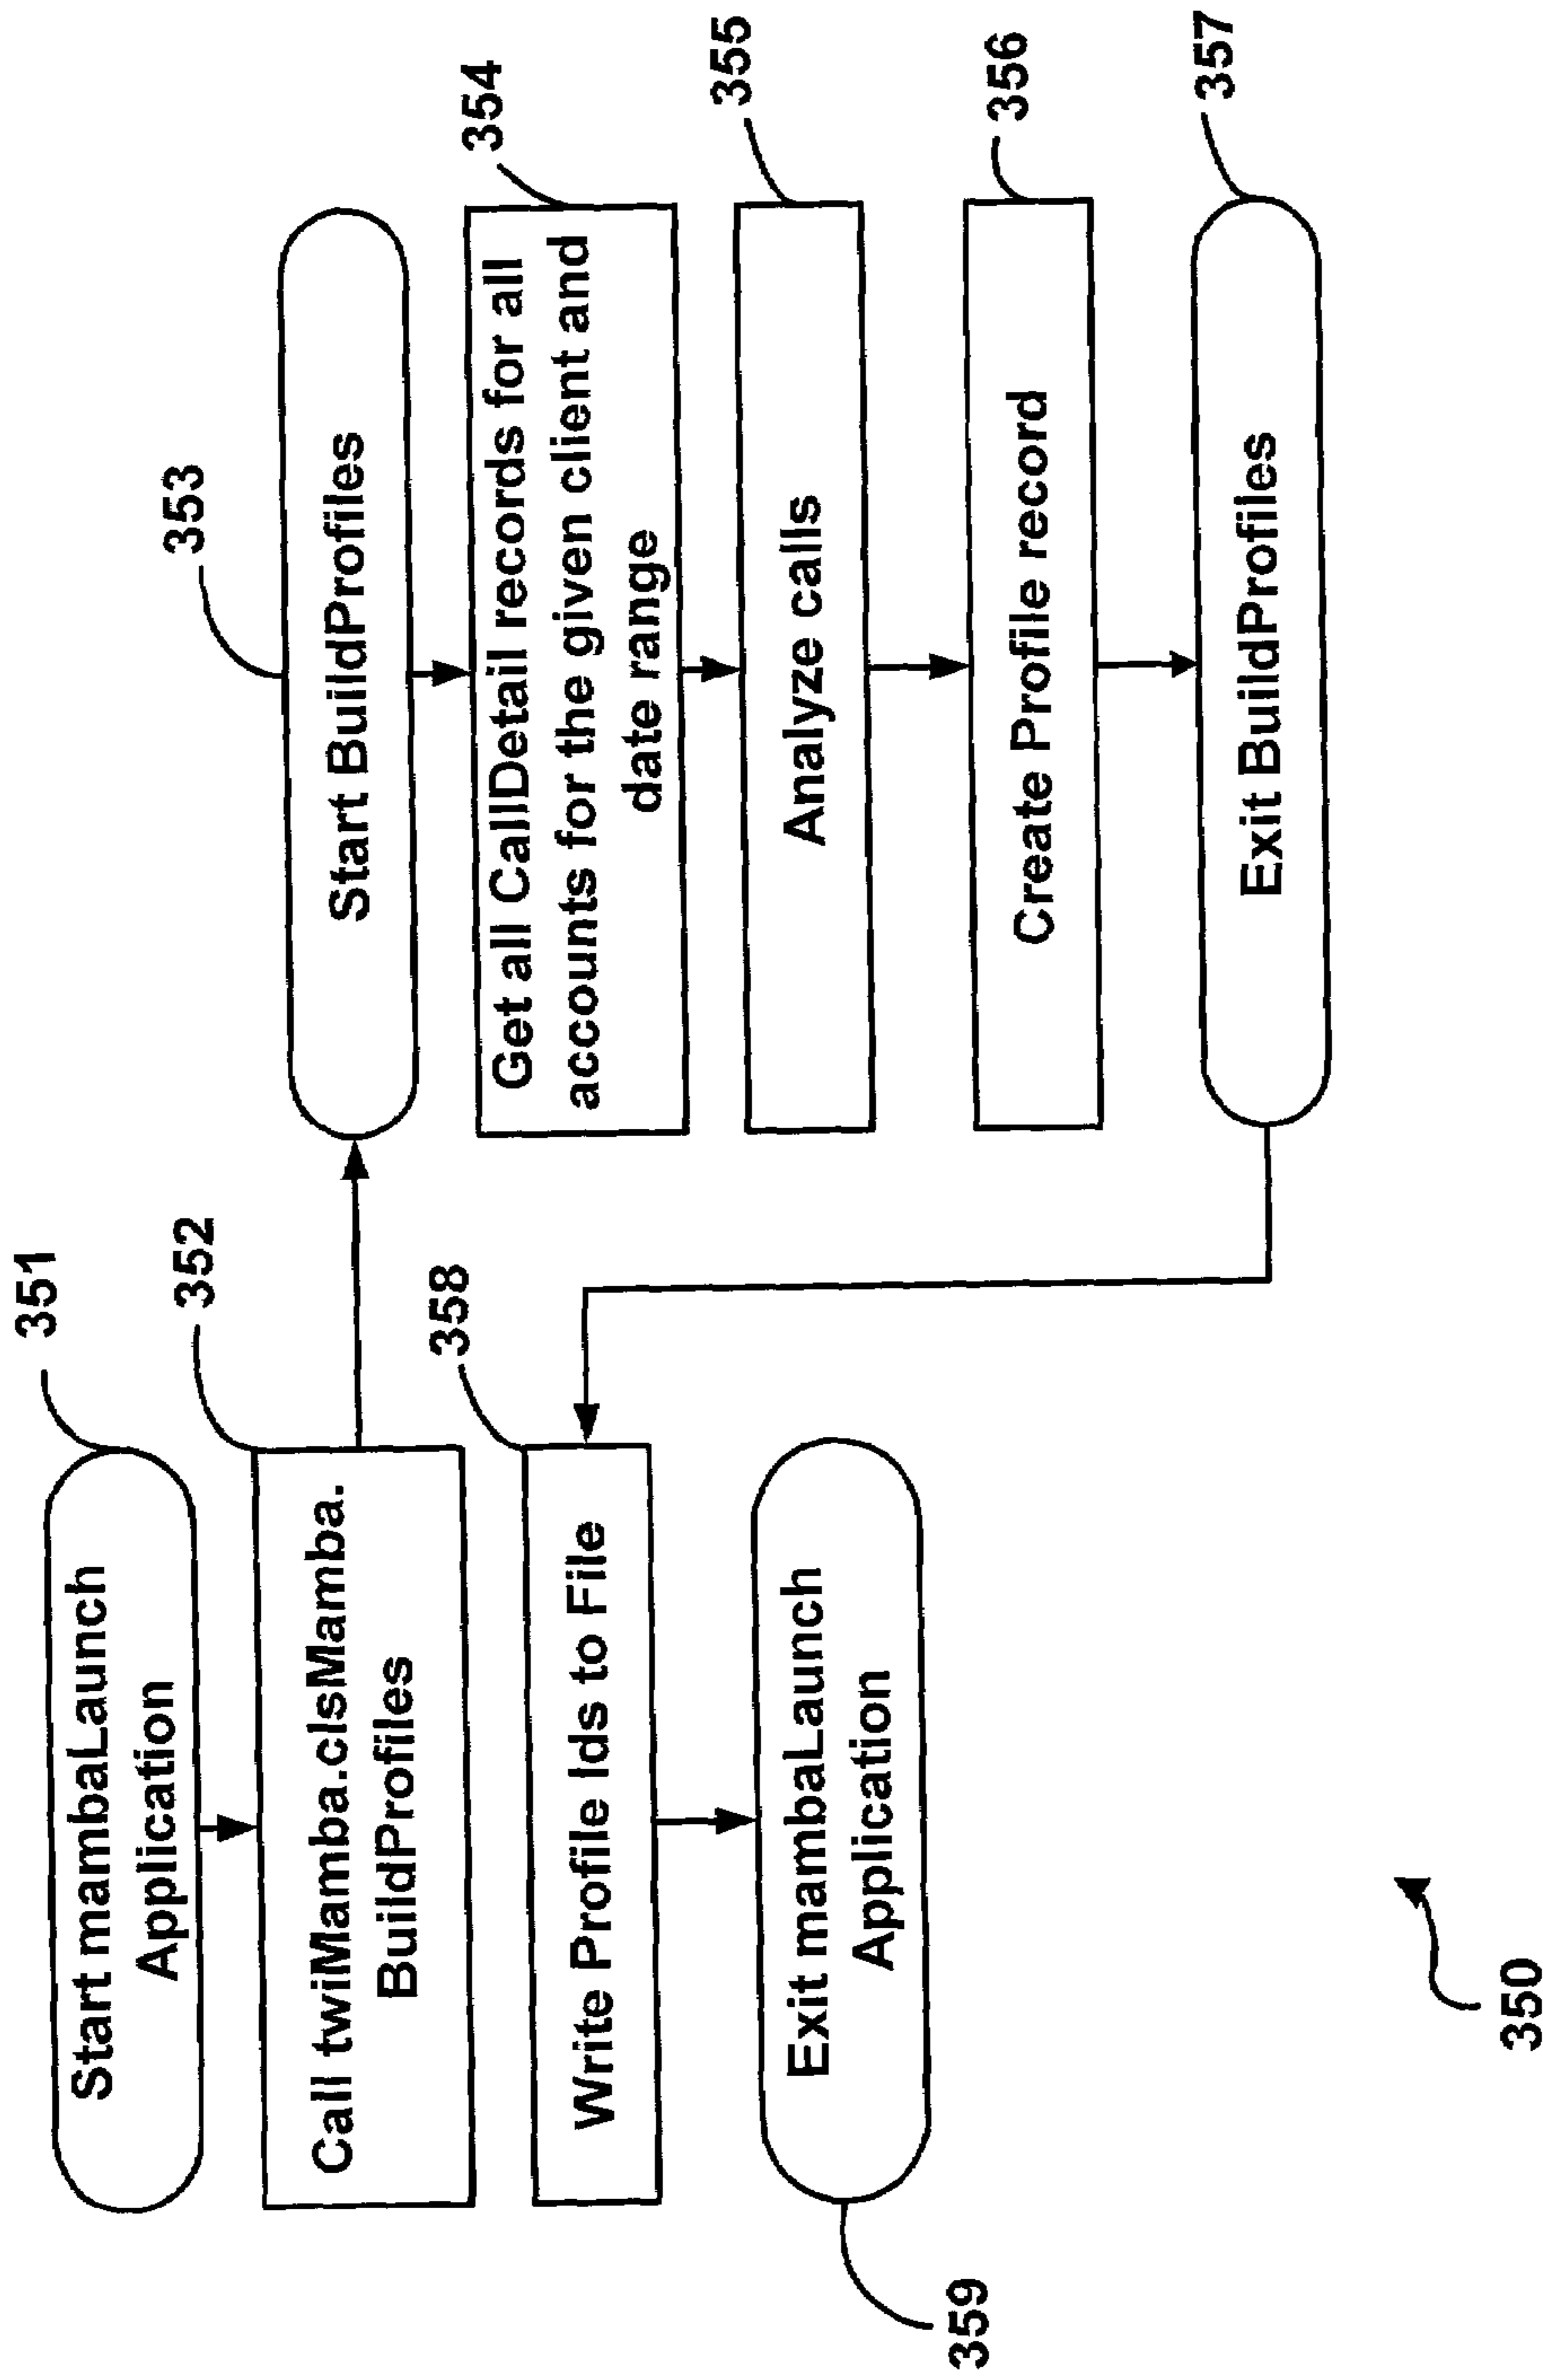 351
Start mambaLaunch
Application
352
Call twiMamba.clsMamba.
BuildProfiles
353
Start BuildProfiles
354
Get all CallDetail records for all
accounts for the given client and
date range
355
Analyze calls
356
Create Profile record
357
Exit BuildProfiles
358
Write Profile Ids to File
Exit mambaLaunch
Application
359
350